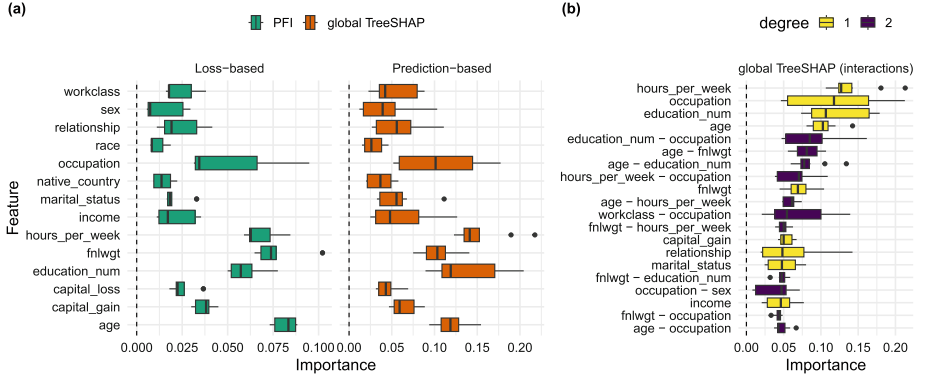 (a)
PFI global TreeSHAP
Loss−based
Prediction−based
Feature
workclass
sex
relationship
race
occupation
native_country
marital_status
income
hours_per_week
fnlwgt
education_num
capital_loss
capital_gain
age
0.000 0.025 0.050 0.075 0.100 0.00 0.05 0.10 0.15 0.20
Importance
(b)
degree 1 2
global TreeSHAP (interactions)
hours_per_week
occupation
education_num
age
education_num − occupation
age − fnlwgt
age − education_num
hours_per_week − occupation
fnlwgt
age − hours_per_week
workclass − occupation
fnlwgt − hours_per_week
capital_gain
relationship
marital_status
fnlwgt − education_num
occupation − sex
income
fnlwgt − occupation
age − occupation
0.00 0.05 0.10 0.15 0.20
Importance